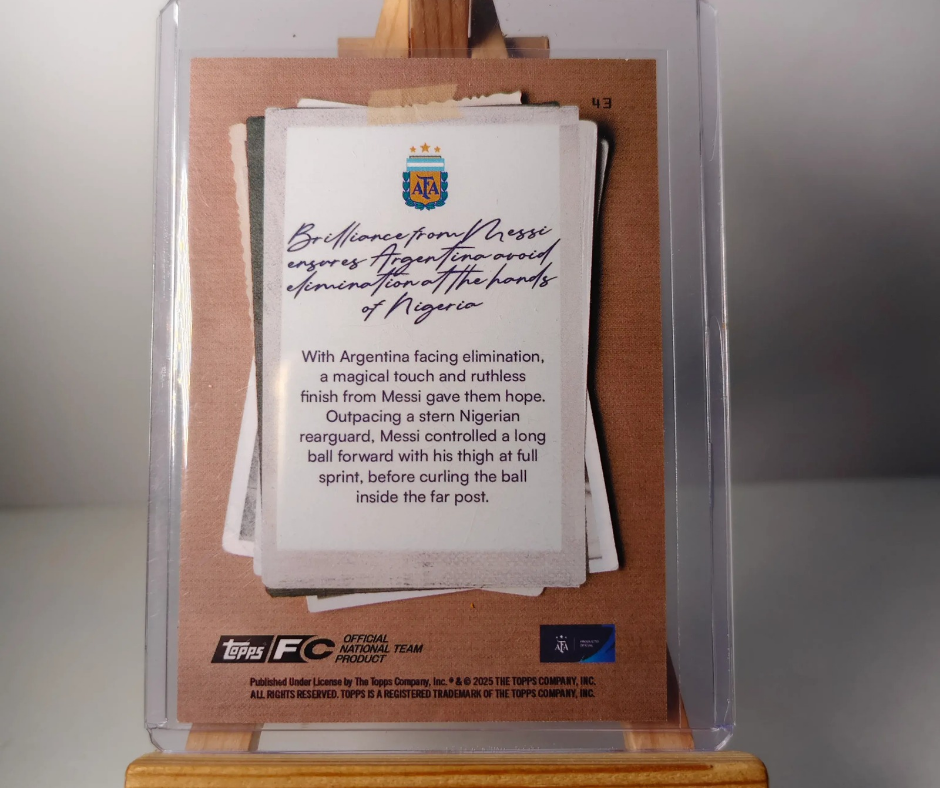 43
AFA
Brilliance from Messi
ensures Argentina avoid
elimination at the hands
of Nigeria
With Argentina facing elimination,
a magical touch and ruthless
finish from Messi gave them hope.
Outpacing a stern Nigerian
rearguard, Messi controlled a long
ball forward with his thigh at full
sprint, before curling the ball
inside the far post.
topps FC OFFICIAL
NATIONAL TEAM
PRODUCT
AFA
Published Under License by The Topps Company, Inc. ® & © 2025 THE TOPPS COMPANY, INC.
ALL RIGHTS RESERVED. TOPPS IS A REGISTERED TRADEMARK OF THE TOPPS COMPANY, INC.